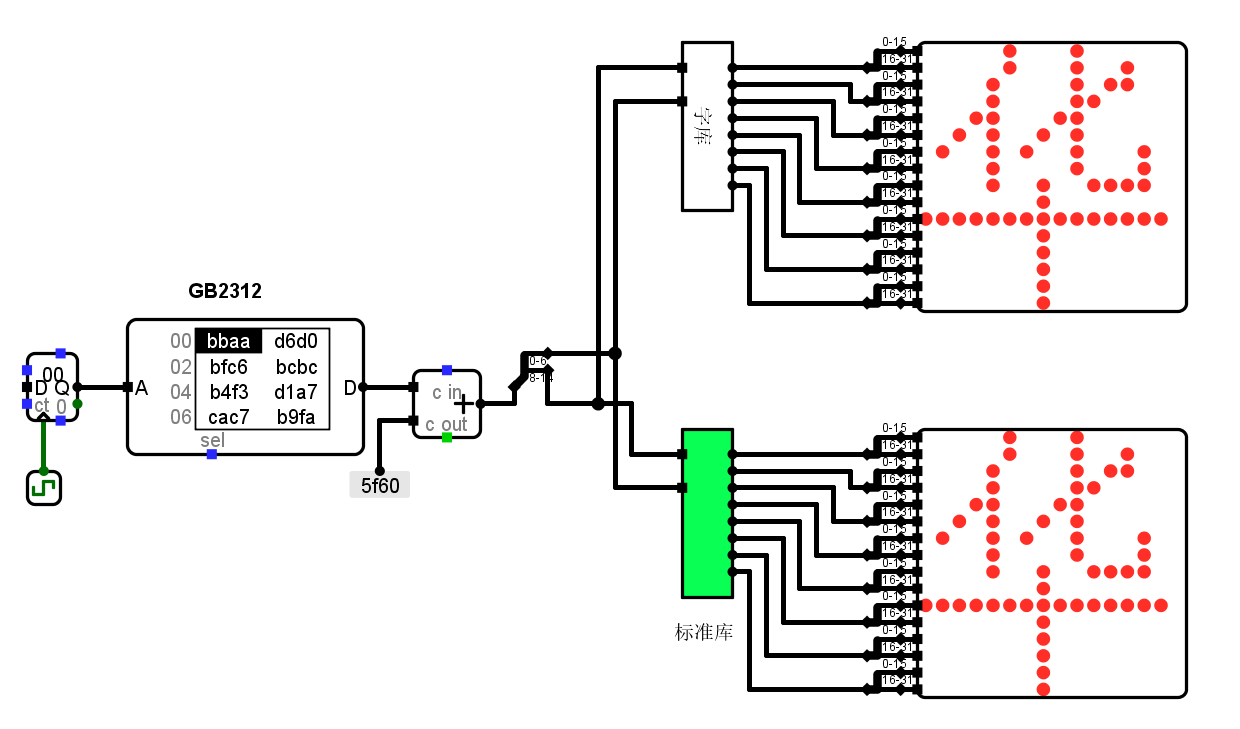 GB2312
00
D Q
ct 0
A
D
00 bbaa d6d0
02 bfc6 bcbc
04 b4f3 d1a7
06 cac7 b9fa
sel
c in
+
c out
5f60
0-6
8-14
字库
0-15
16-31
0-15
16-31
0-15
16-31
0-15
16-31
0-15
16-31
0-15
16-31
0-15
16-31
0-15
16-31
华
标准库
0-15
16-31
0-15
16-31
0-15
16-31
0-15
16-31
0-15
16-31
0-15
16-31
0-15
16-31
0-15
16-31
华